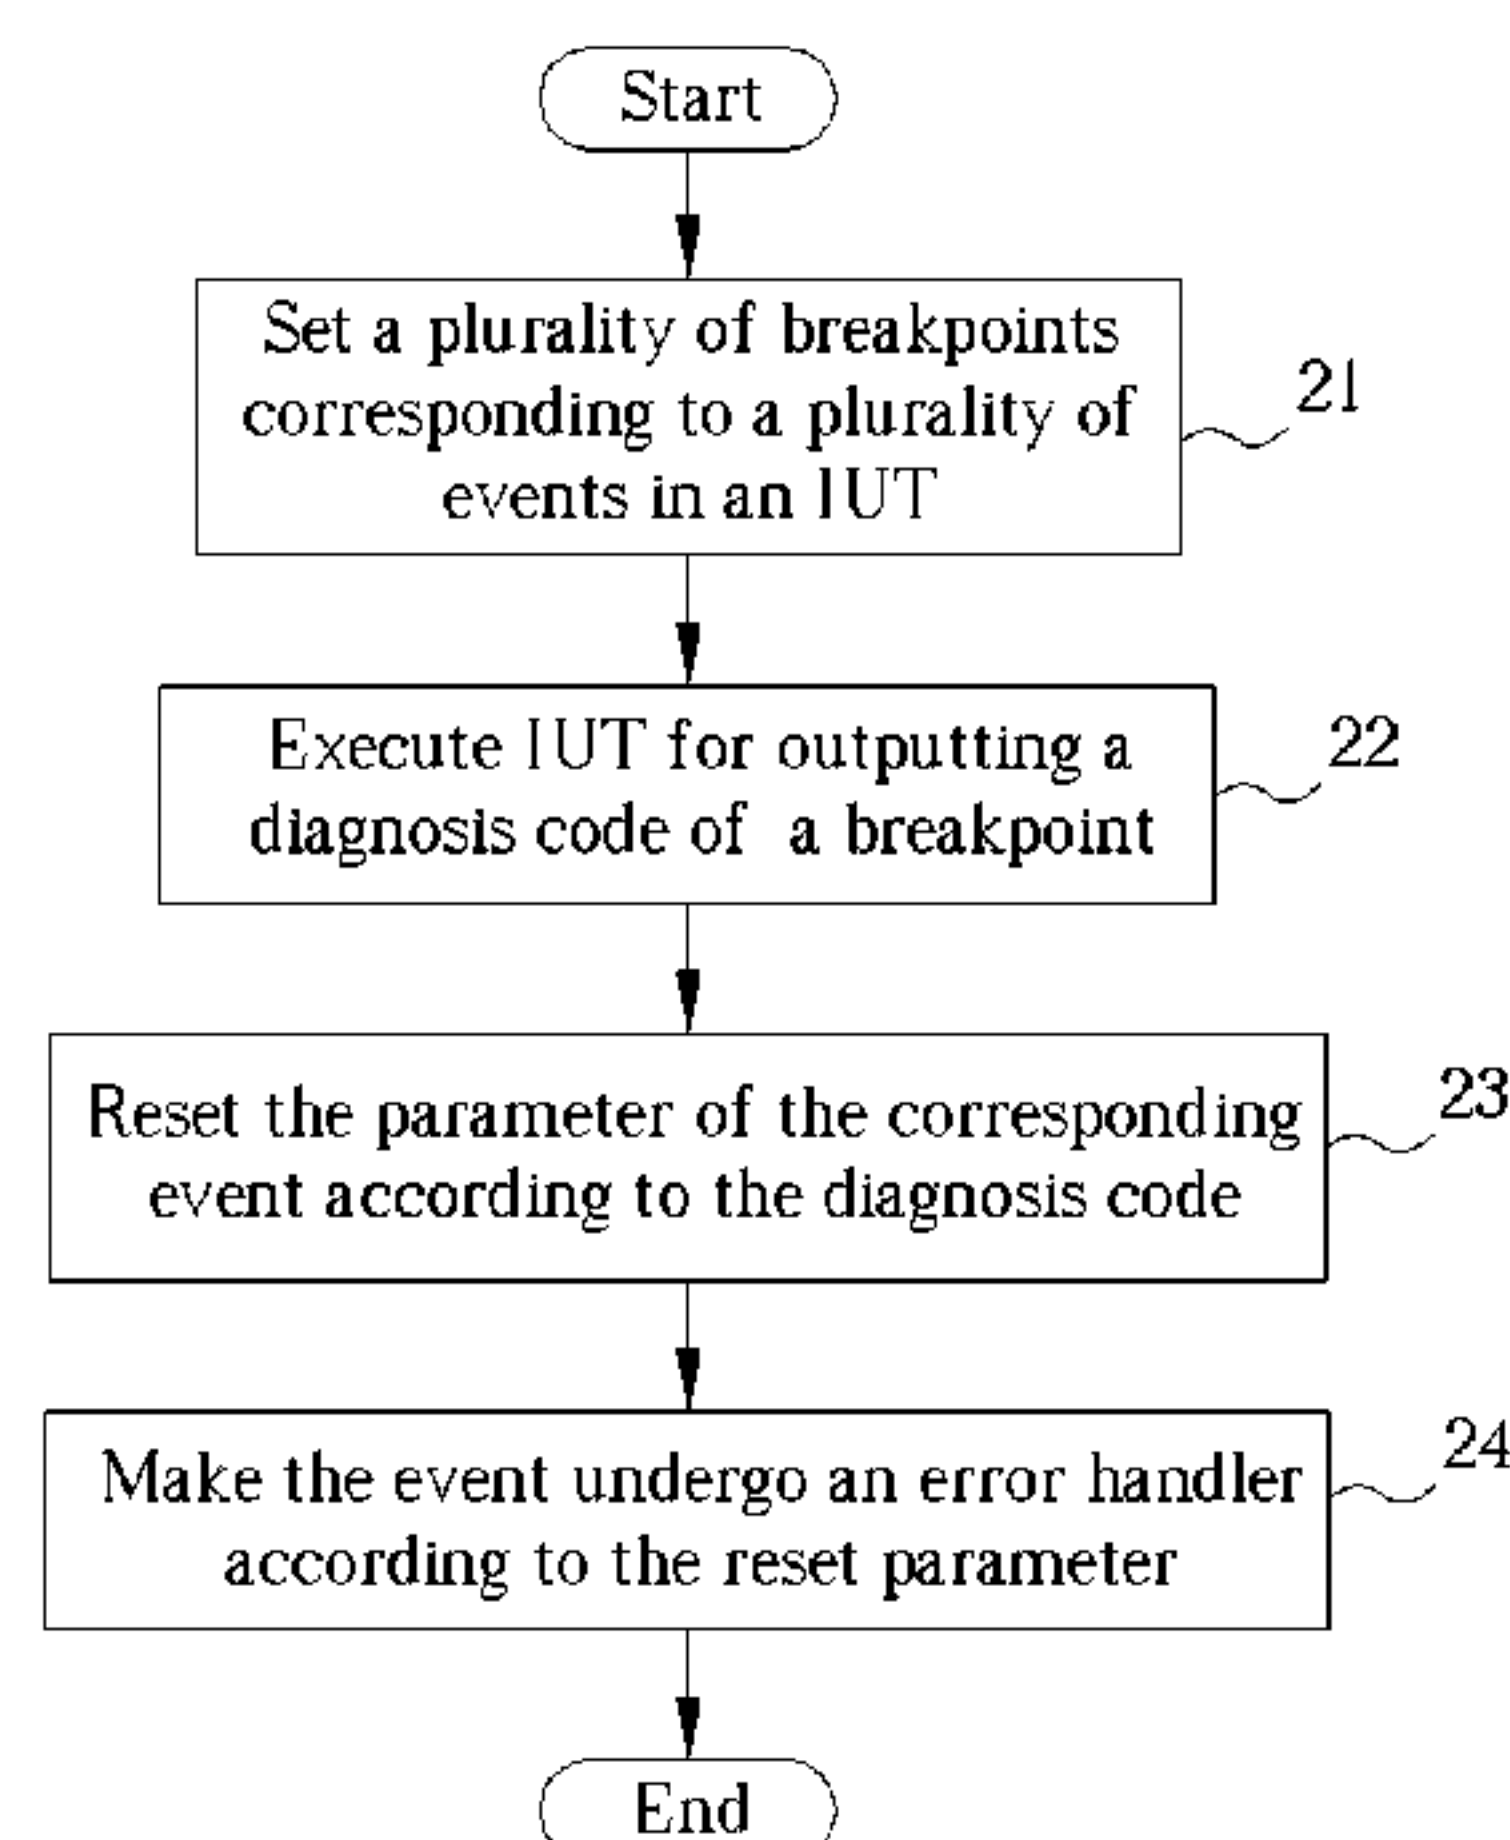 Start
Set a plurality of breakpoints
corresponding to a plurality of
events in an IUT
21
Execute IUT for outputting a
diagnosis code of a breakpoint
22
Reset the parameter of the corresponding
event according to the diagnosis code
23
Make the event undergo an error handler
according to the reset parameter
24
End